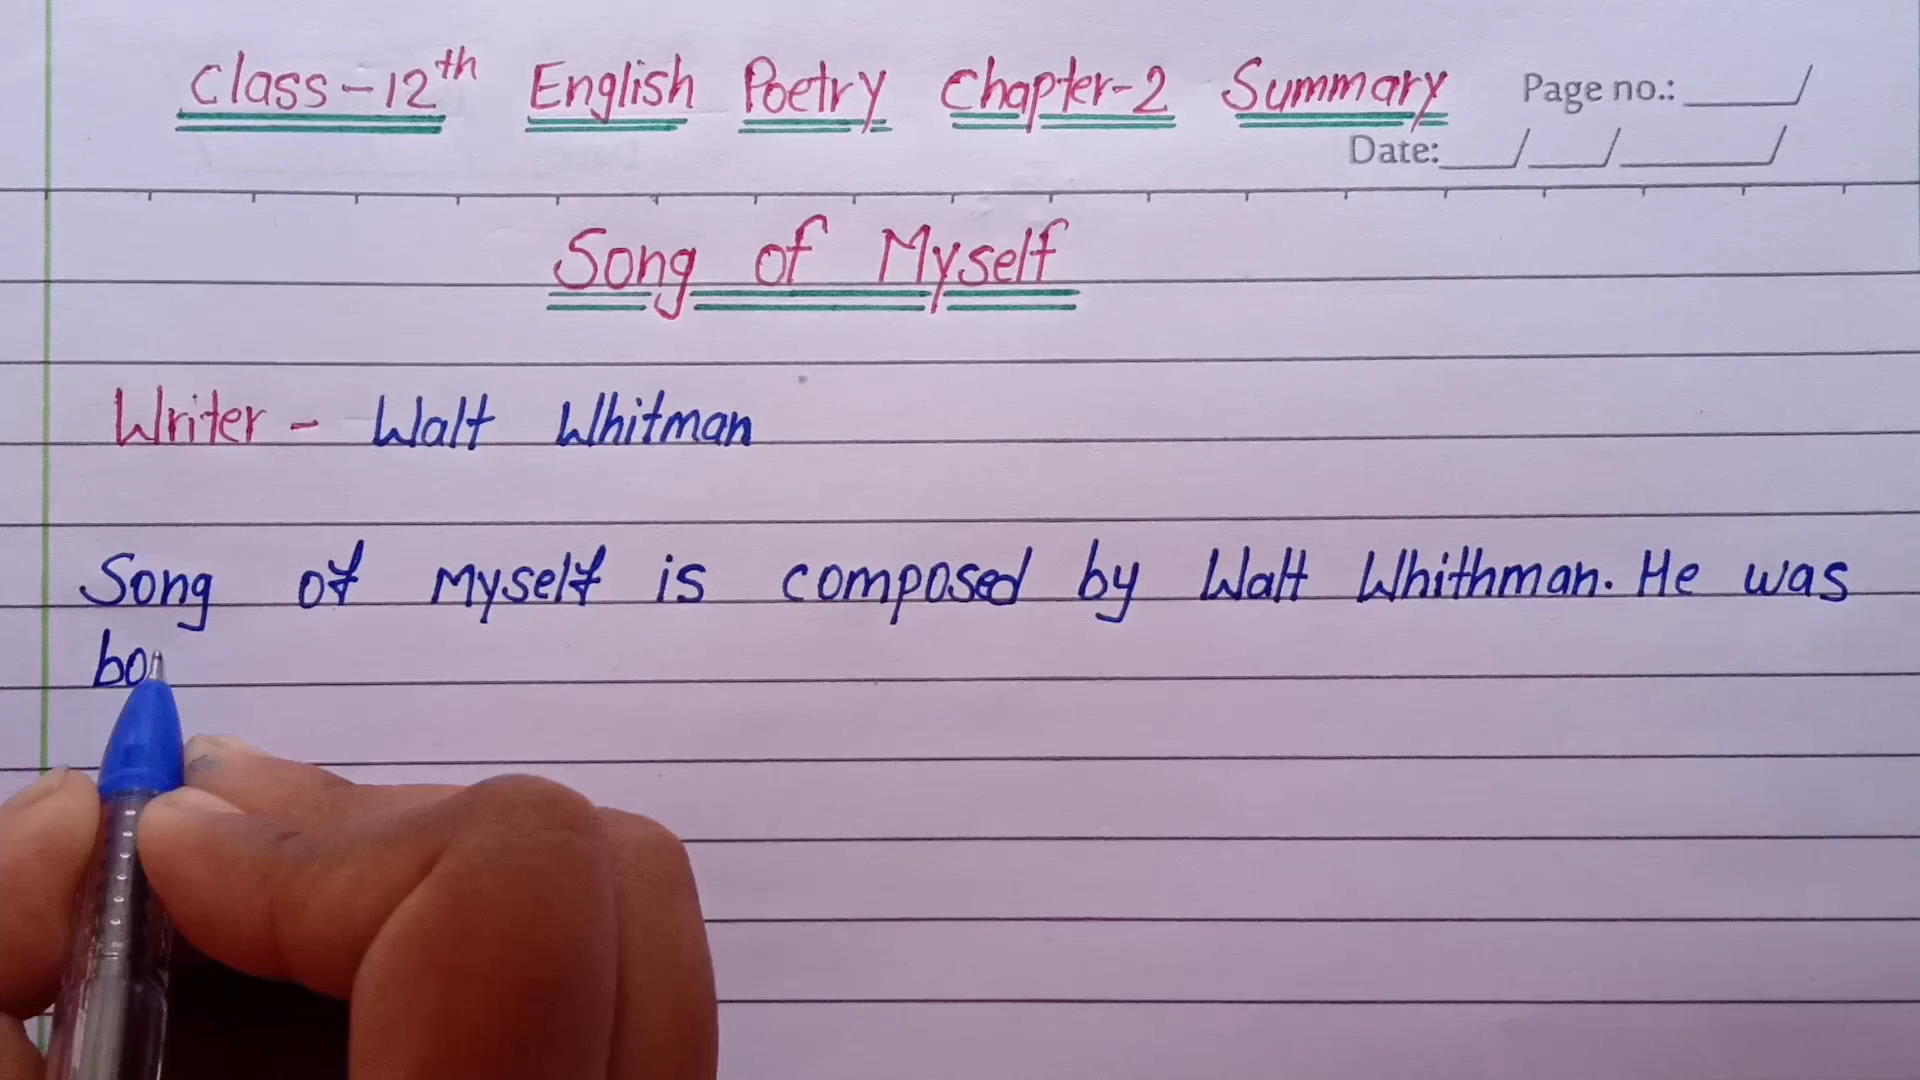 Class-12th English Poetry Chapter-2 Summary
Page no.:
Date:
Song of Myself
Writer - Walt Whitman
Song of Myself is composed by Walt Whithman. He was
bo